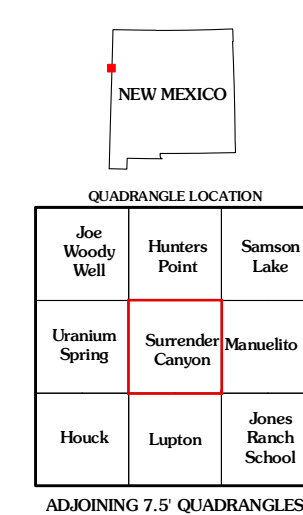 NEW MEXICO
QUADRANGLE LOCATION
Joe
Woody
Well
Hunters
Point
Samson
Lake
Uranium
Spring
Surrender
Canyon
Manuelito
Houck
Lupton
Jones
Ranch
School
ADJOINING 7.5' QUADRANGLES